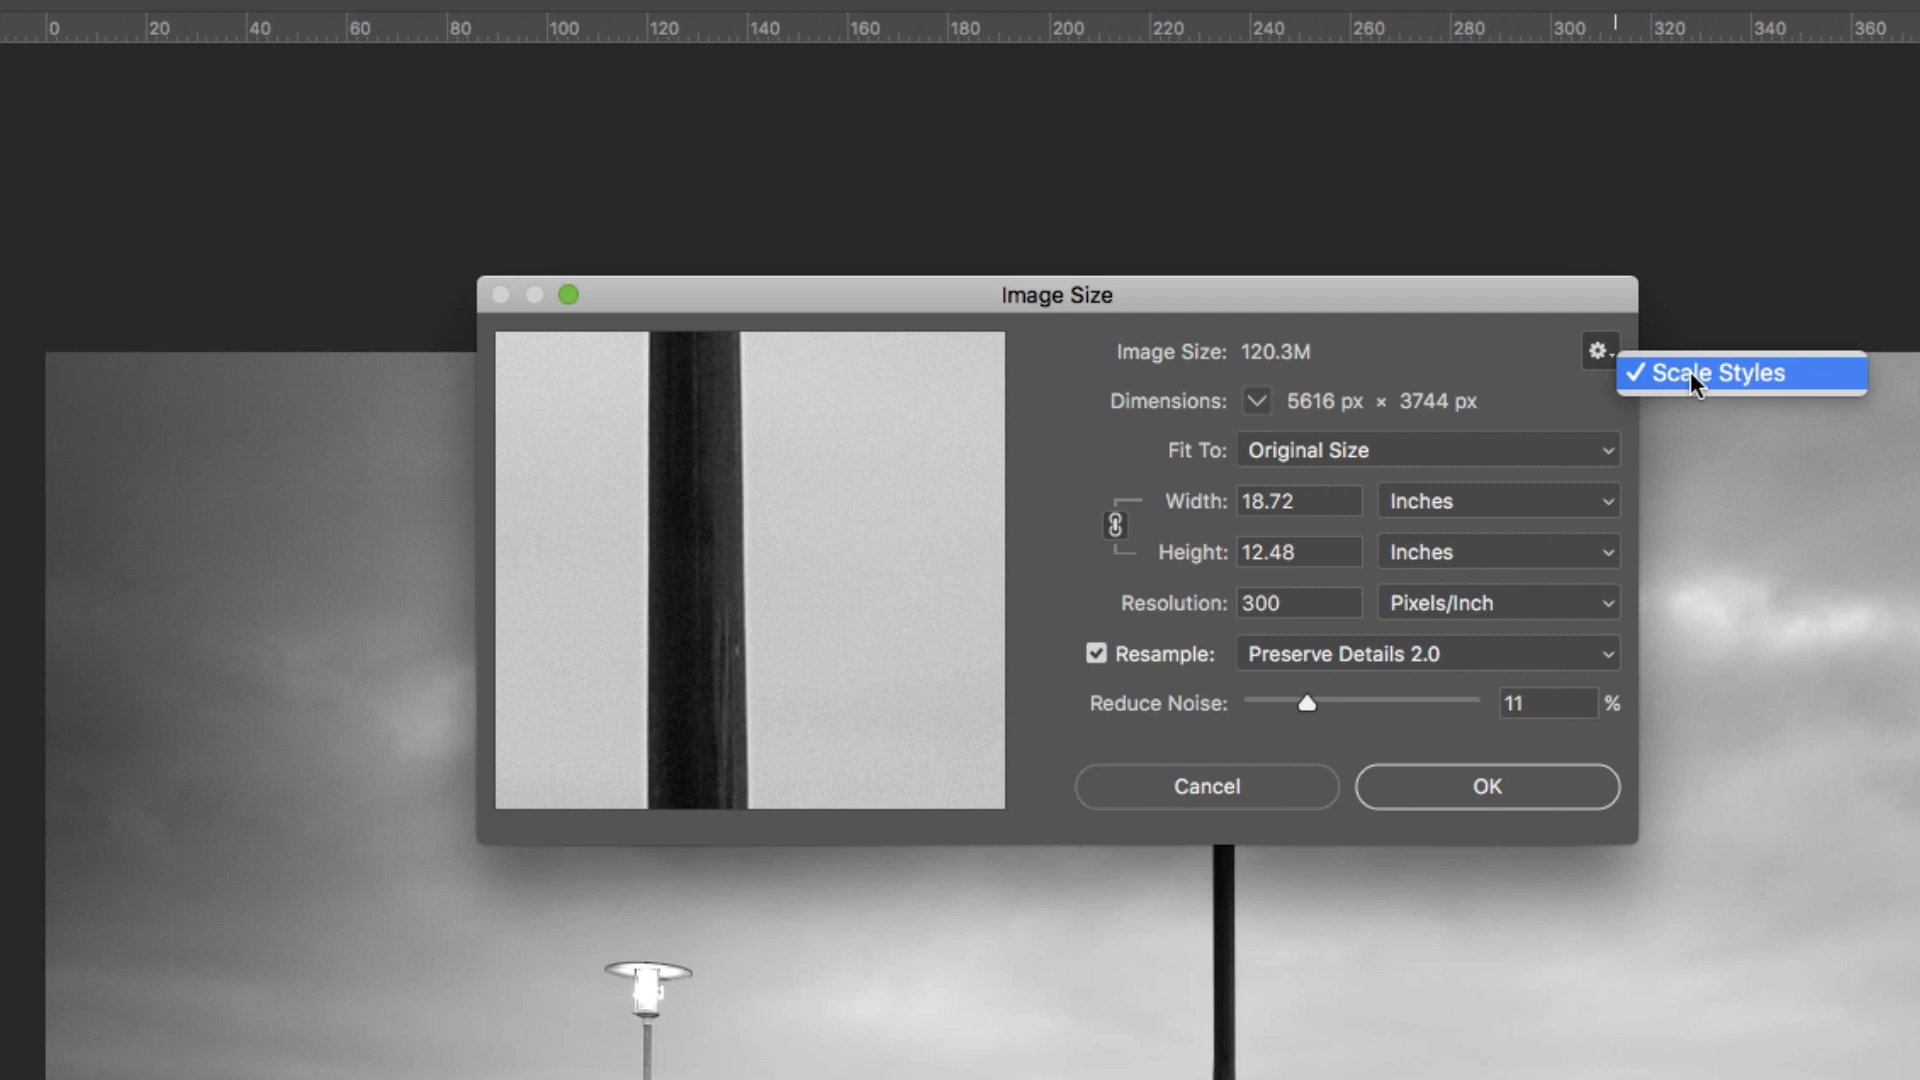 0 20 40 60 80 100 120 140 160 180 200 220 240 260 280 300 320 340 360
Image Size
Image Size: 120.3M
✓ Scale Styles
Dimensions: 5616 px × 3744 px
Fit To: Original Size
Width: 18.72 Inches
Height: 12.48 Inches
Resolution: 300 Pixels/Inch
Resample: Preserve Details 2.0
Reduce Noise: 11 %
Cancel OK